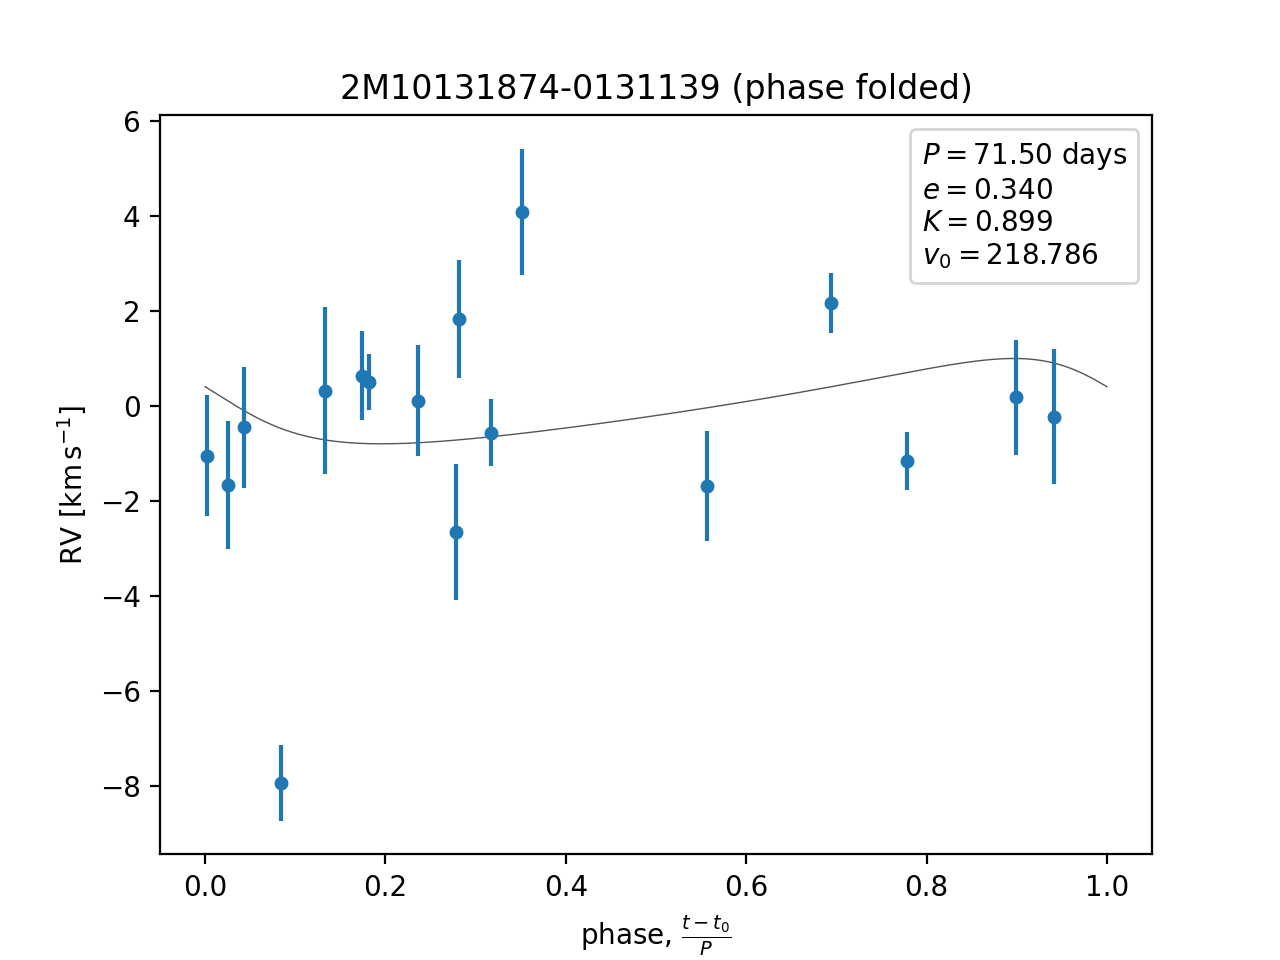 2M10131874-0131139 (phase folded)
P = 71.50 days
e = 0.340
K = 0.899
v₀ = 218.786
RV [km s⁻¹]
6
4
2
0
−2
−4
−6
−8
0.0 0.2 0.4 0.6 0.8 1.0
phase, (t − t₀)/P